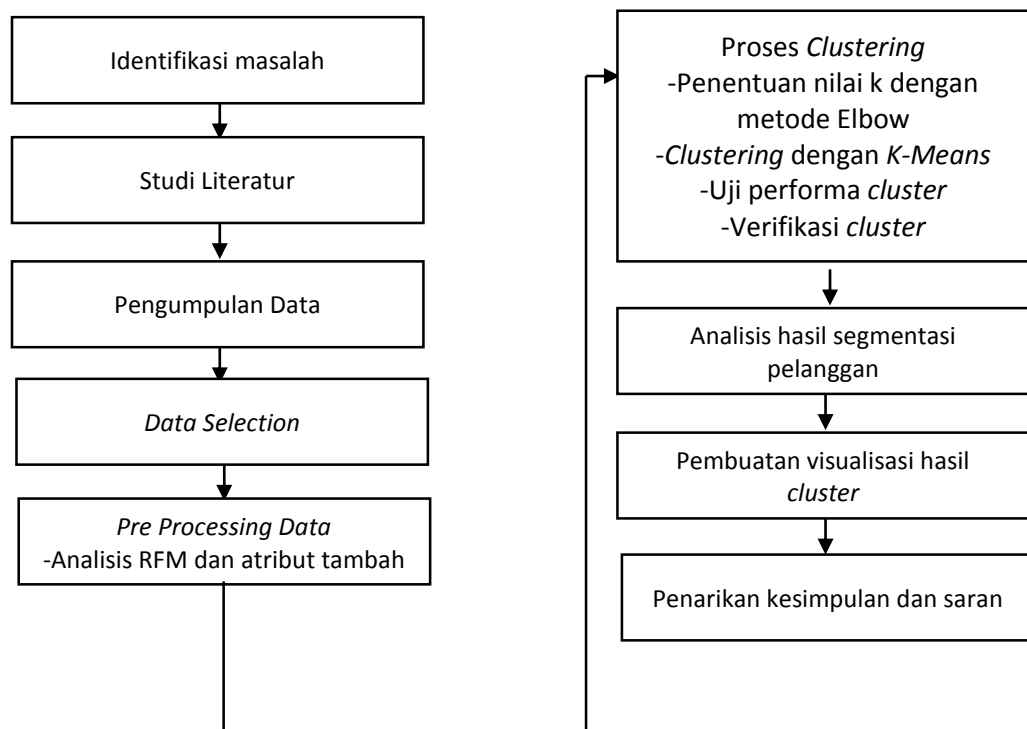 Identifikasi masalah
Studi Literatur
Pengumpulan Data
Data Selection
Pre Processing Data
-Analisis RFM dan atribut tambah
Proses Clustering
-Penentuan nilai k dengan
metode Elbow
-Clustering dengan K-Means
-Uji performa cluster
-Verifikasi cluster
Analisis hasil segmentasi
pelanggan
Pembuatan visualisasi hasil
cluster
Penarikan kesimpulan dan saran